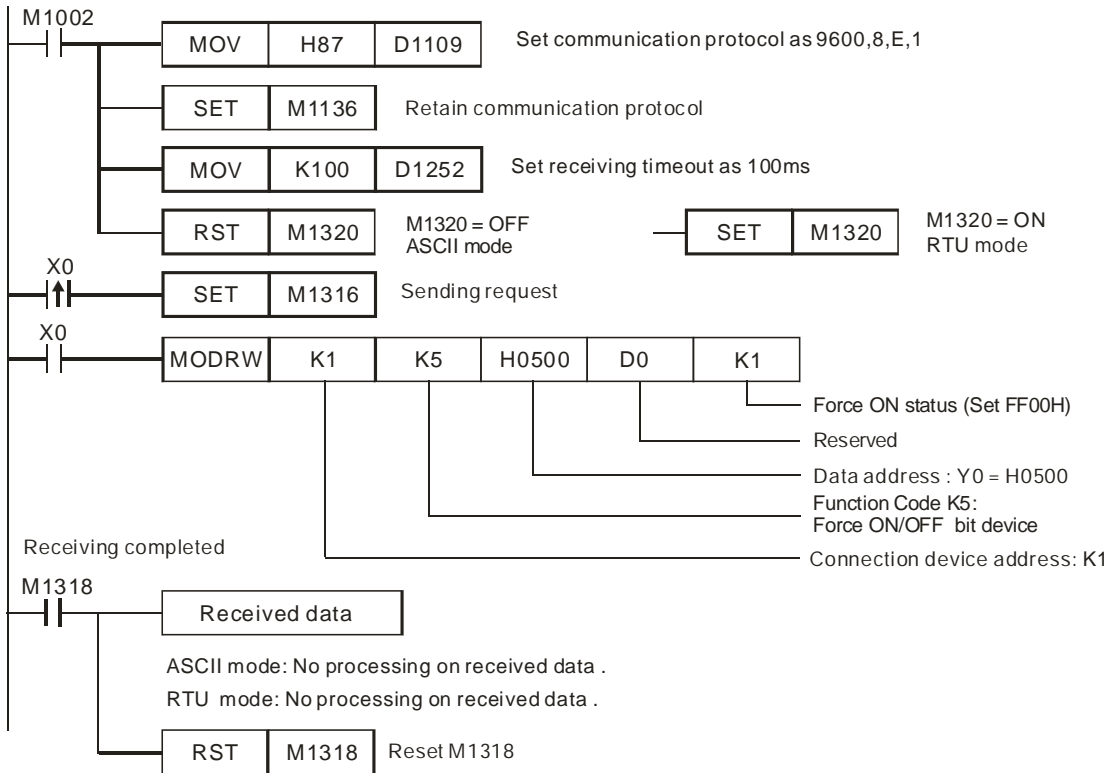 M1002
MOV H87 D1109 Set communication protocol as 9600,8,E,1
SET M1136 Retain communication protocol
MOV K100 D1252 Set receiving timeout as 100ms
RST M1320 M1320 = OFF
ASCII mode
SET M1320 M1320 = ON
RTU mode
X0
SET M1316 Sending request
X0
MODRW K1 K5 H0500 D0 K1
Force ON status (Set FF00H)
Reserved
Data address : Y0 = H0500
Function Code K5:
Force ON/OFF bit device
Connection device address: K1
Receiving completed
M1318
Received data
ASCII mode: No processing on received data .
RTU mode: No processing on received data .
RST M1318 Reset M1318